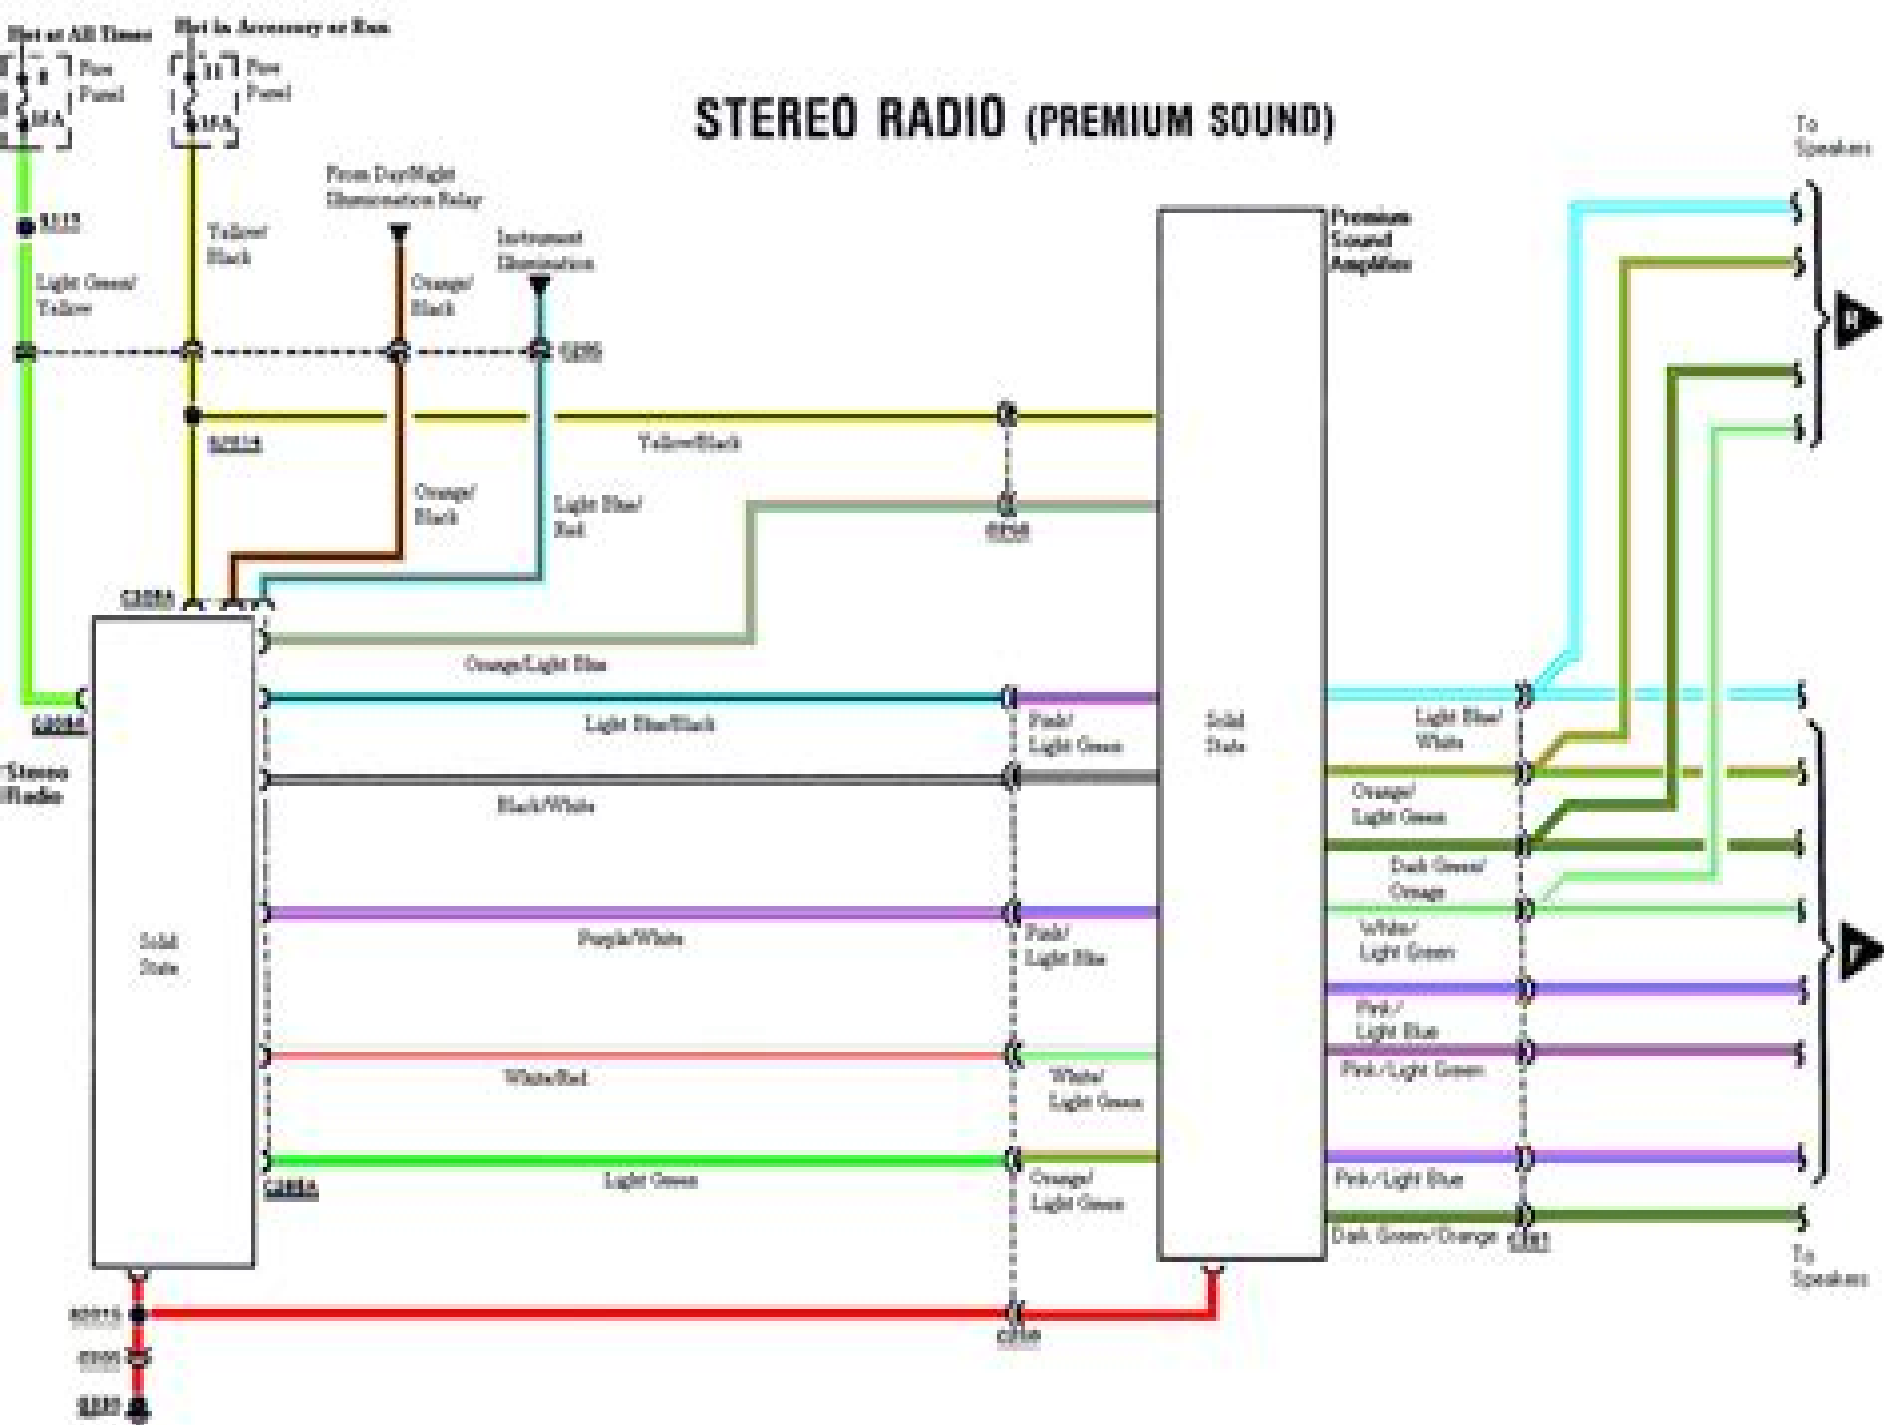 Hot at All Times
Hot in Accessory or Run
8
Fuse
Panel
15A
11
Fuse
Panel
15A
STEREO RADIO (PREMIUM SOUND)
To
Speakers
From Day/Night
Illumination Relay
Yellow/
Black
Instrument
Illumination
Premium
Sound
Amplifier
Light Green/
Yellow
Orange/
Black
Yellow/Black
Orange/
Black
Light Blue/
Red
Orange/Light Blue
Light Blue/Black
Pink/
Light Green
Solid
State
Light Blue/
White
/Stereo
/Radio
Black/White
Orange/
Light Green
Dark Green/
Orange
Solid
State
Purple/White
Pink/
Light Blue
White/
Light Green
Pink/
Light Blue
White/Red
White/
Light Green
Pink/Light Green
Light Green
Orange/
Light Green
Pink/Light Blue
Dark Green/Orange
To
Speakers